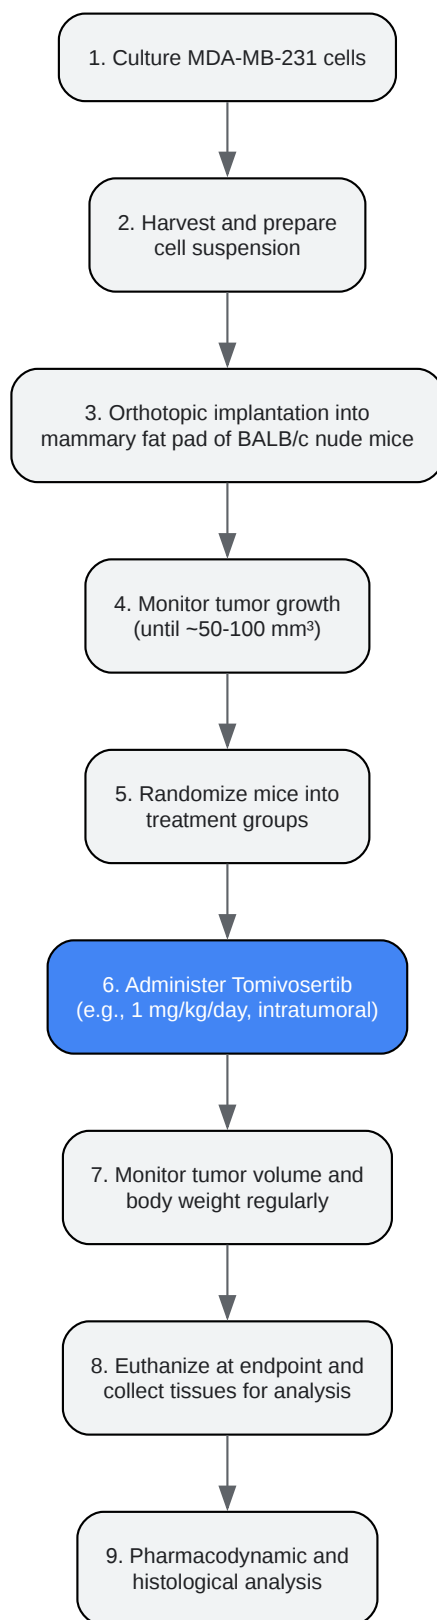 1. Culture MDA-MB-231 cells
2. Harvest and prepare
cell suspension
3. Orthotopic implantation into
mammary fat pad of BALB/c nude mice
4. Monitor tumor growth
(until ~50-100 mm³)
5. Randomize mice into
treatment groups
6. Administer Tomivosertib
(e.g., 1 mg/kg/day, intratumoral)
7. Monitor tumor volume and
body weight regularly
8. Euthanize at endpoint and
collect tissues for analysis
9. Pharmacodynamic and
histological analysis